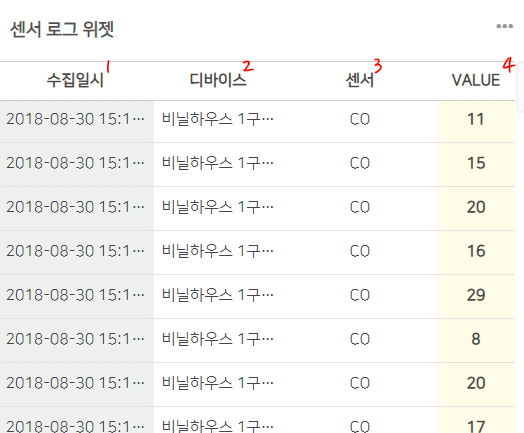 센서 로그 위젯 •••
수집일시 1 디바이스 2 센서 3 VALUE 4
2018-08-30 15:1··· 비닐하우스 1구··· CO 11
2018-08-30 15:1··· 비닐하우스 1구··· CO 15
2018-08-30 15:1··· 비닐하우스 1구··· CO 20
2018-08-30 15:1··· 비닐하우스 1구··· CO 16
2018-08-30 15:1··· 비닐하우스 1구··· CO 29
2018-08-30 15:1··· 비닐하우스 1구··· CO 8
2018-08-30 15:1··· 비닐하우스 1구··· CO 20
2018-08-30 15:1··· 비닐하우스 1구··· CO 17